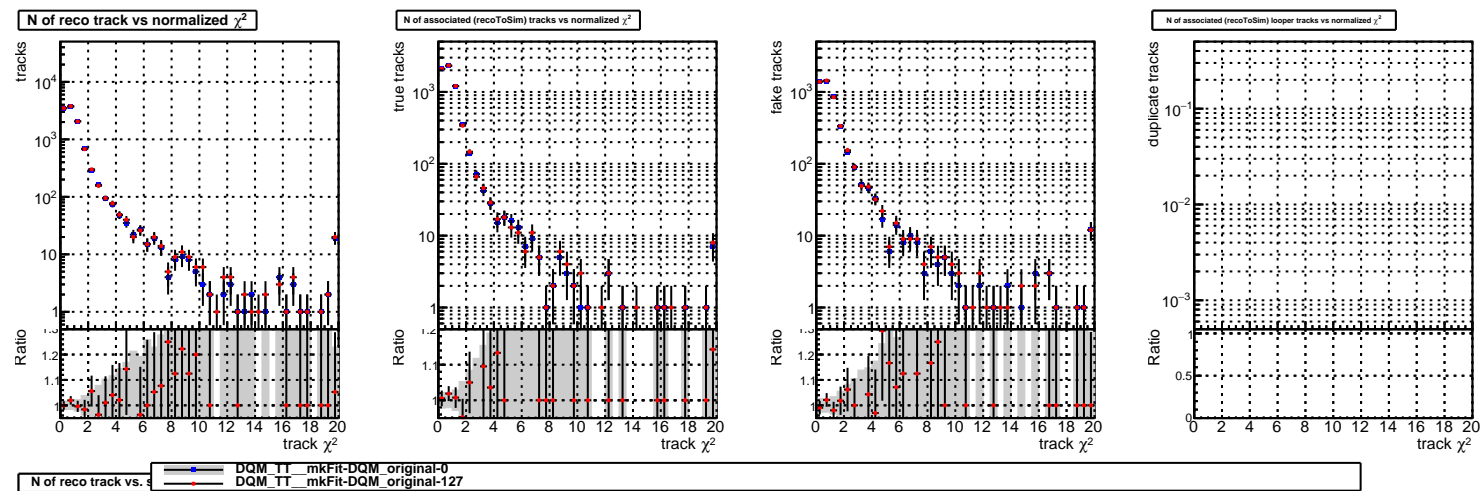 N of reco track vs normalized χ²
tracks
10⁴
10³
10²
10
1
Ratio
1.3
1.2
1.1
1
0 2 4 6 8 10 12 14 16 18 20
track χ²
N of associated (recoToSim) tracks vs normalized χ²
true tracks
10³
10²
10
1
Ratio
1.2
1.1
1
0 2 4 6 8 10 12 14 16 18 20
track χ²
fake tracks
10³
10²
10
1
Ratio
1.3
1.2
1.1
1
0 2 4 6 8 10 12 14 16 18 20
track χ²
N of associated (recoToSim) looper tracks vs normalized χ²
duplicate tracks
10⁻¹
10⁻²
10⁻³
Ratio
1
0.5
0
0 2 4 6 8 10 12 14 16 18 20
track χ²
N of reco track vs. s
DQM_TT__mkFit-DQM_original-0
DQM_TT__mkFit-DQM_original-127